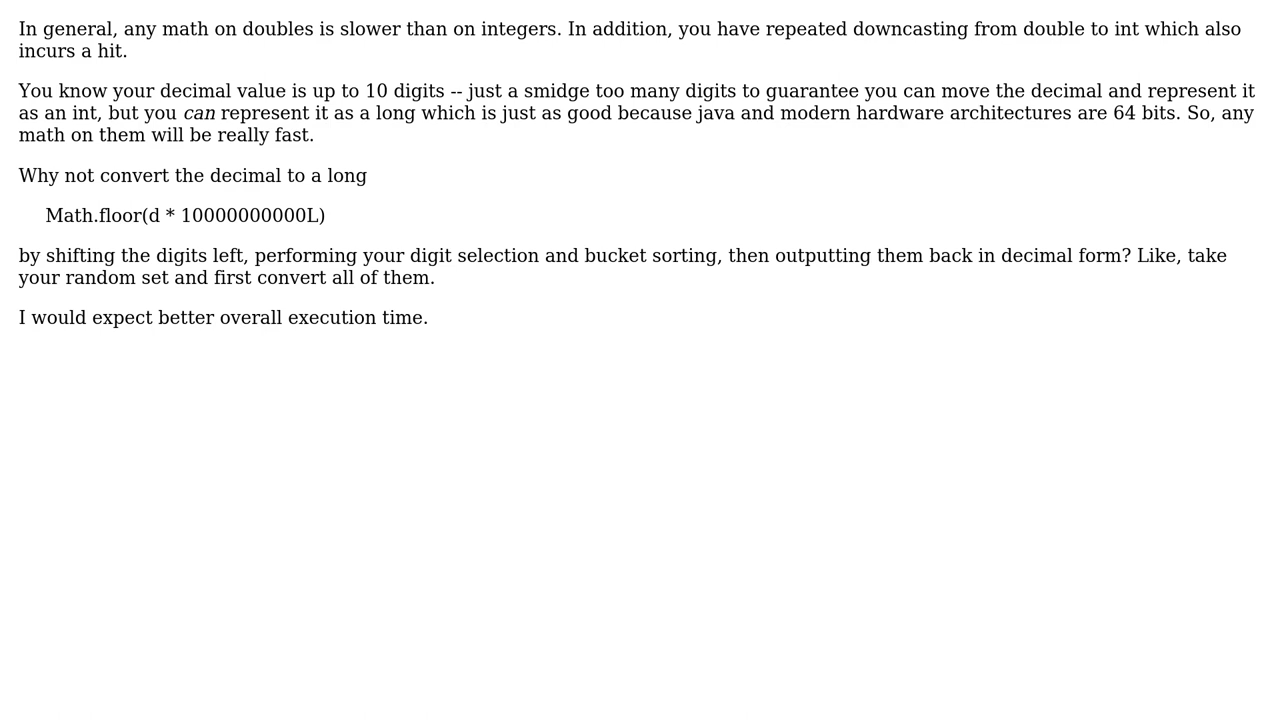 In general, any math on doubles is slower than on integers. In addition, you have repeated downcasting from double to int which also
incurs a hit.
You know your decimal value is up to 10 digits -- just a smidge too many digits to guarantee you can move the decimal and represent it
as an int, but you can represent it as a long which is just as good because java and modern hardware architectures are 64 bits. So, any
math on them will be really fast.
Why not convert the decimal to a long
Math.floor(d * 10000000000L)
by shifting the digits left, performing your digit selection and bucket sorting, then outputting them back in decimal form? Like, take
your random set and first convert all of them.
I would expect better overall execution time.